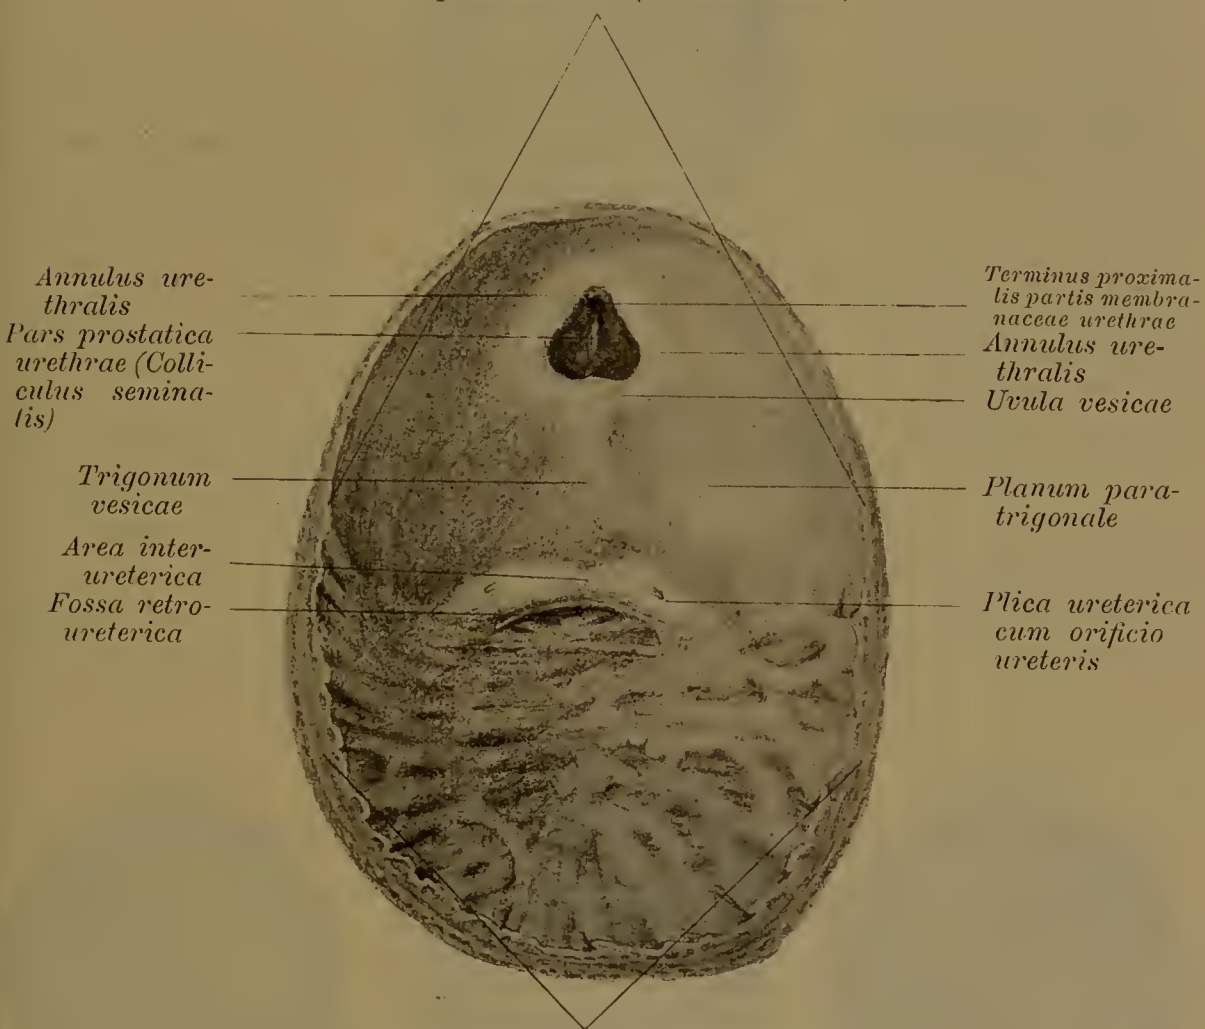 Annulus ure-
thralis
Pars prostatica
urethrae (Colli-
culus semina-
lis)
Trigonum
vesicae
Area inter-
ureterica
Fossa retro-
ureterica
Terminus proxima-
lis partis membra-
naceae urethrae
Annulus ure-
thralis
Uvula vesicae
Planum para-
trigonale
Plica ureterica
cum orificio
ureteris